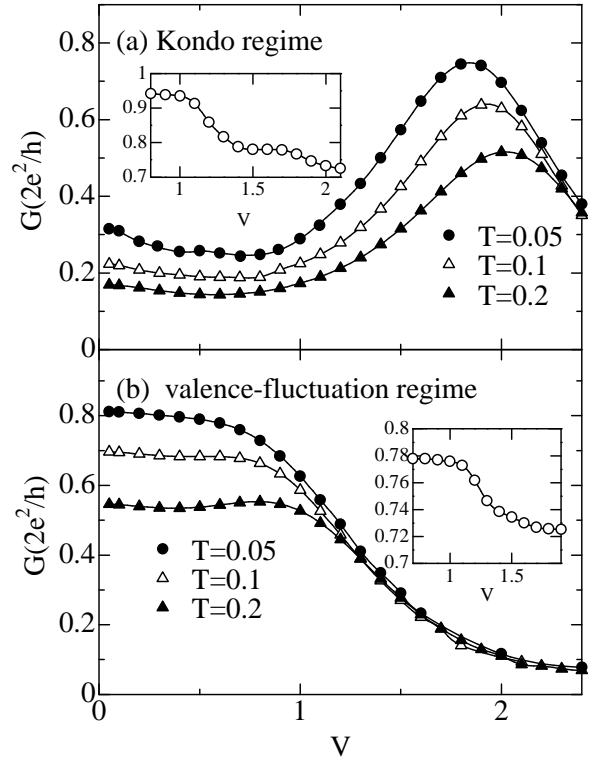 (a) Kondo regime
G(2e²/h)
0.8
0.6
0.4
0.2
0
1
0.9
0.8
0.7
1 1.5 2
V
T=0.05
T=0.1
T=0.2
(b) valence-fluctuation regime
G(2e²/h)
0.8
0.6
0.4
0.2
0
0.78
0.76
0.74
0.72
0.7
1 1.5
V
T=0.05
T=0.1
T=0.2
0 1 2
V